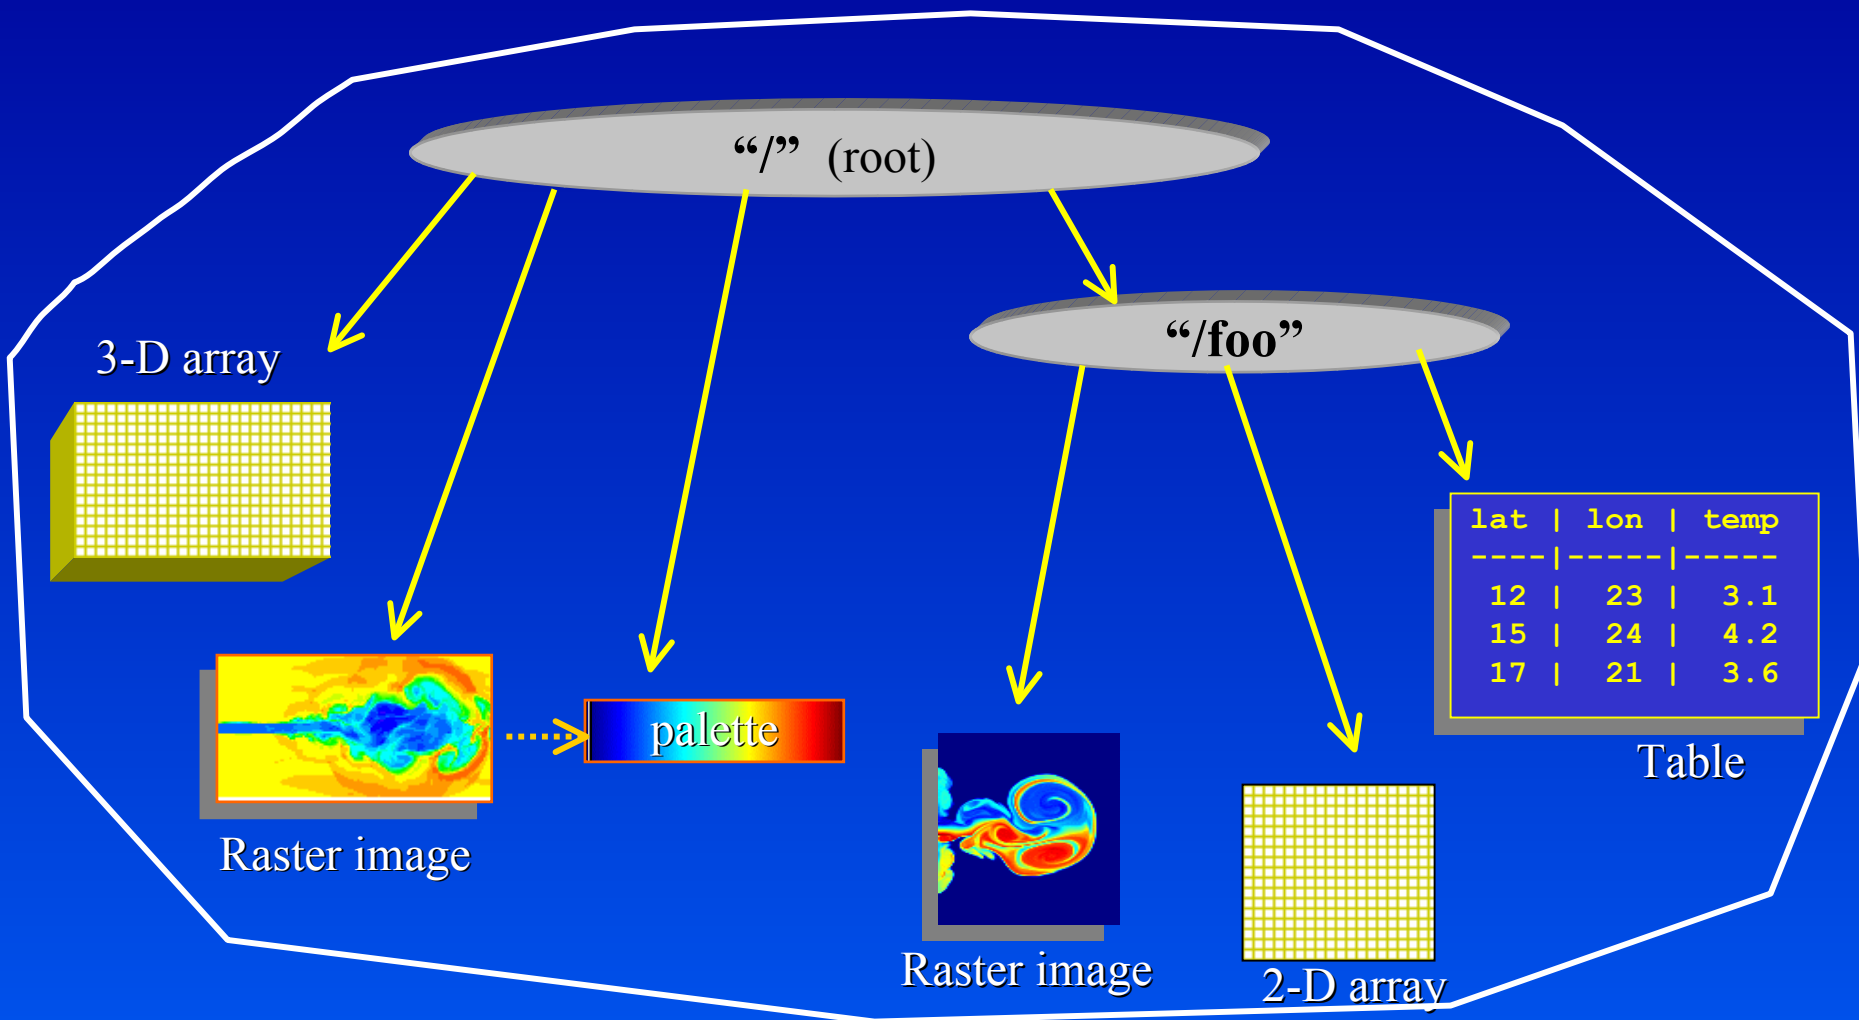 “/” (root)
“/foo”
3-D array
lat | lon | temp
----|-----|-----
12 | 23 | 3.1
15 | 24 | 4.2
17 | 21 | 3.6
Table
palette
Raster image
Raster image
2-D array